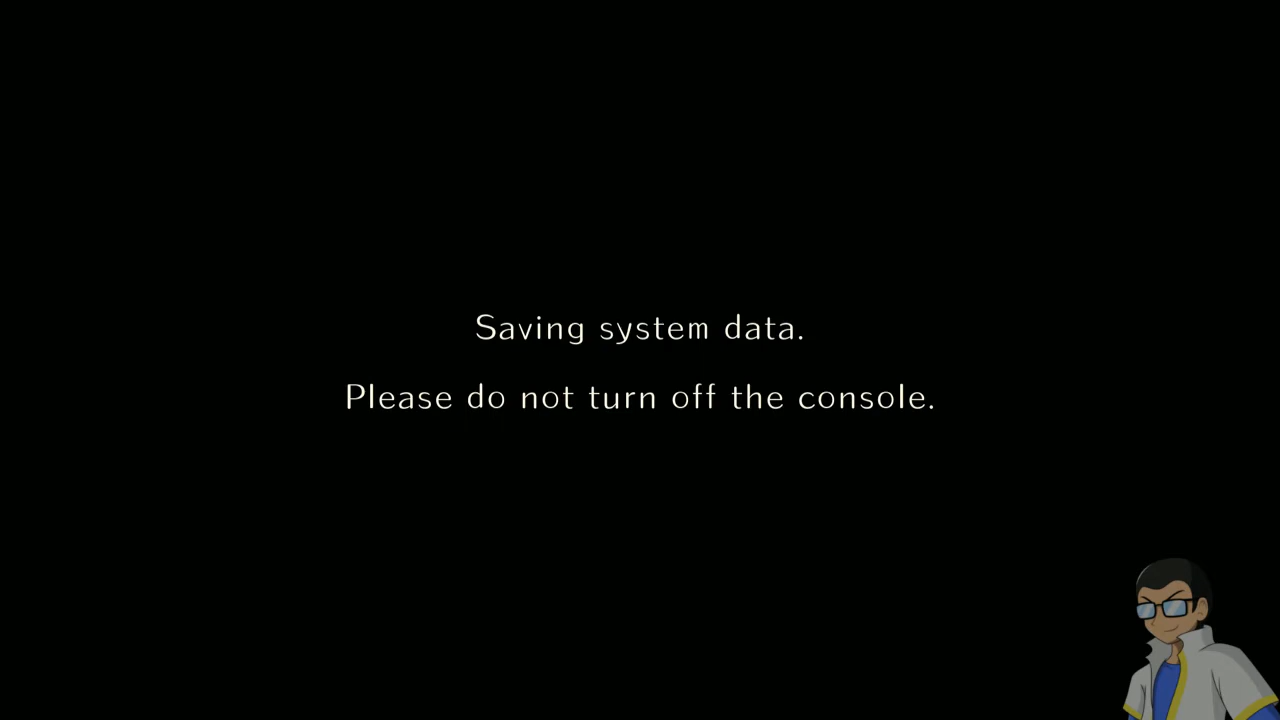 Saving system data.
Please do not turn off the console.